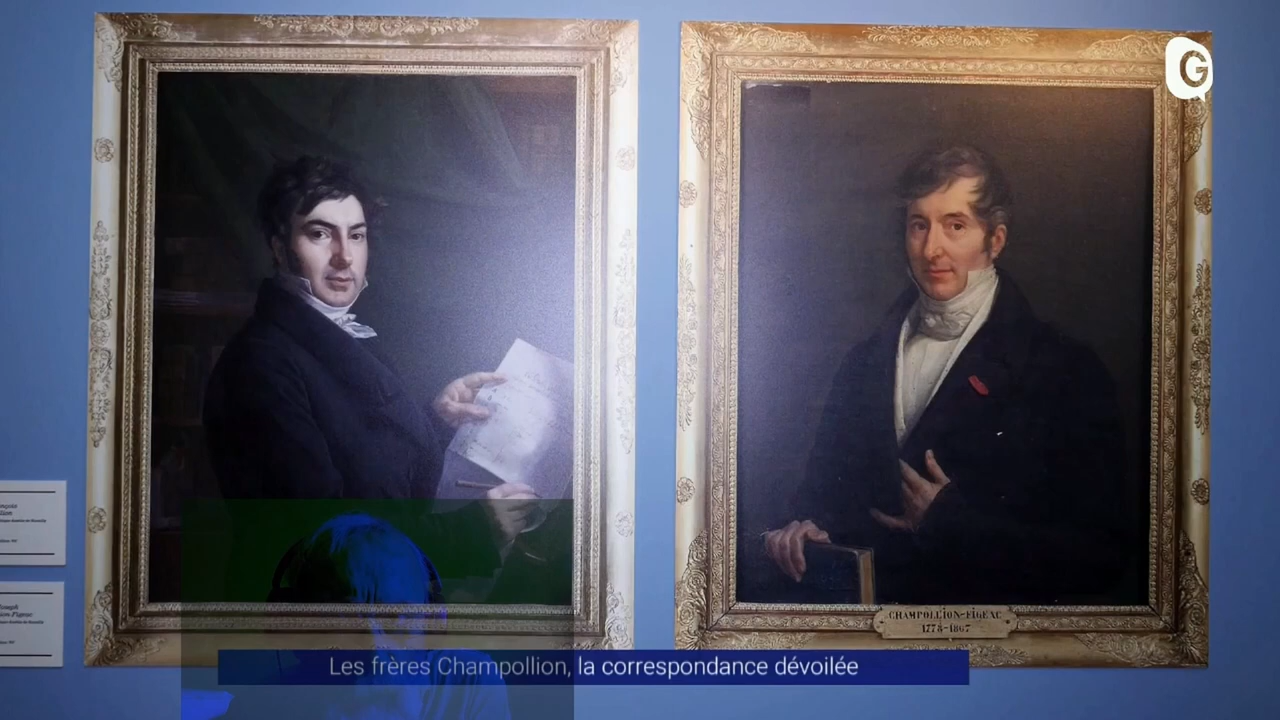 G
CHAMPOLLION-FIGEAC
1778-1867
Les frères Champollion, la correspondance dévoilée